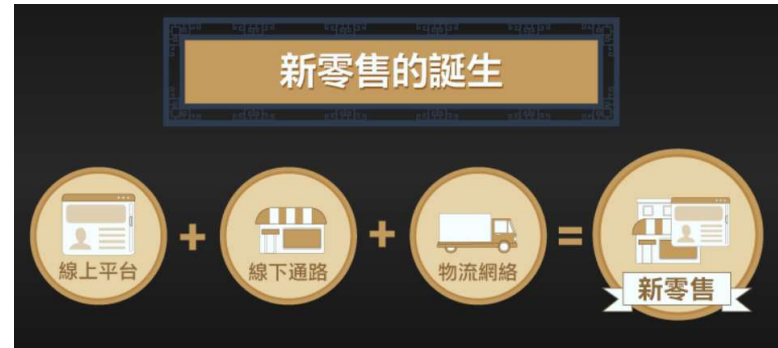 新零售的誕生
線上平台
+
線下通路
+
物流網絡
=
新零售